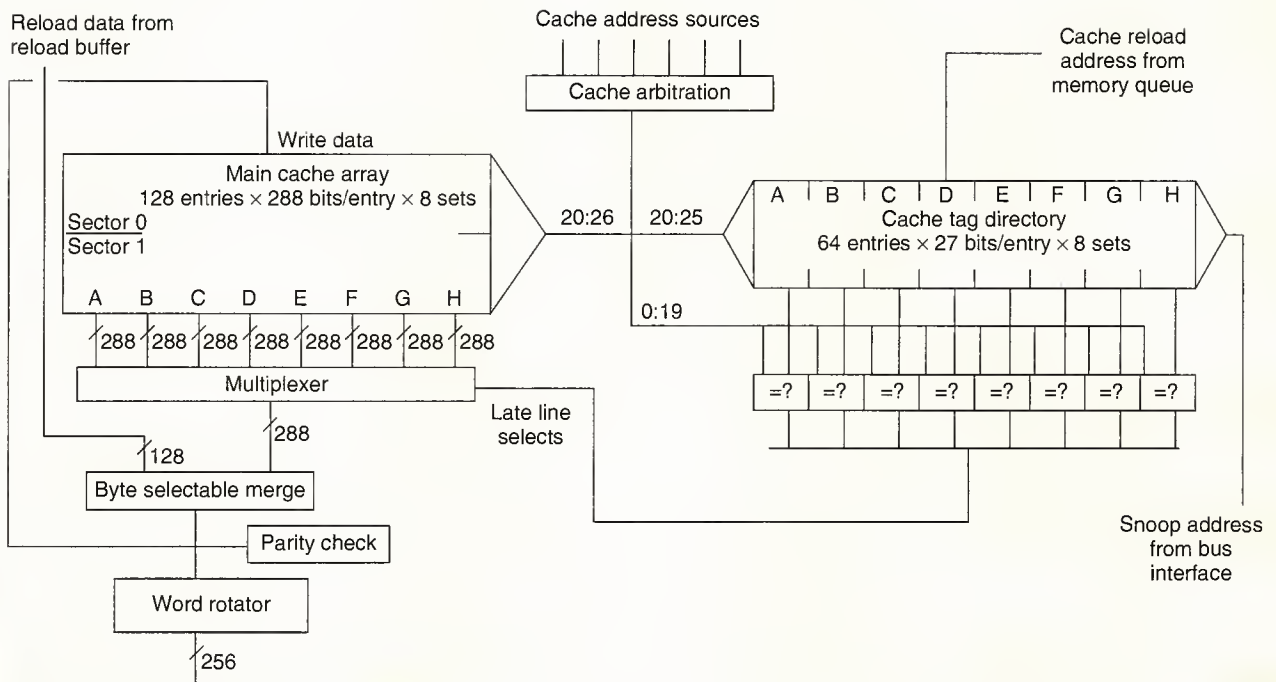 Reload data from
reload buffer
Cache address sources
Cache arbitration
Cache reload
address from
memory queue
Write data
Main cache array
128 entries × 288 bits/entry × 8 sets
Sector 0
Sector 1
A B C D E F G H
288 288 288 288 288 288 288 288
20:26 20:25
A B C D E F G H
Cache tag directory
64 entries × 27 bits/entry × 8 sets
0:19
=? =? =? =? =? =? =? =?
Multiplexer
Late line
selects
288
128
Byte selectable merge
Parity check
Word rotator
256
Snoop address
from bus
interface